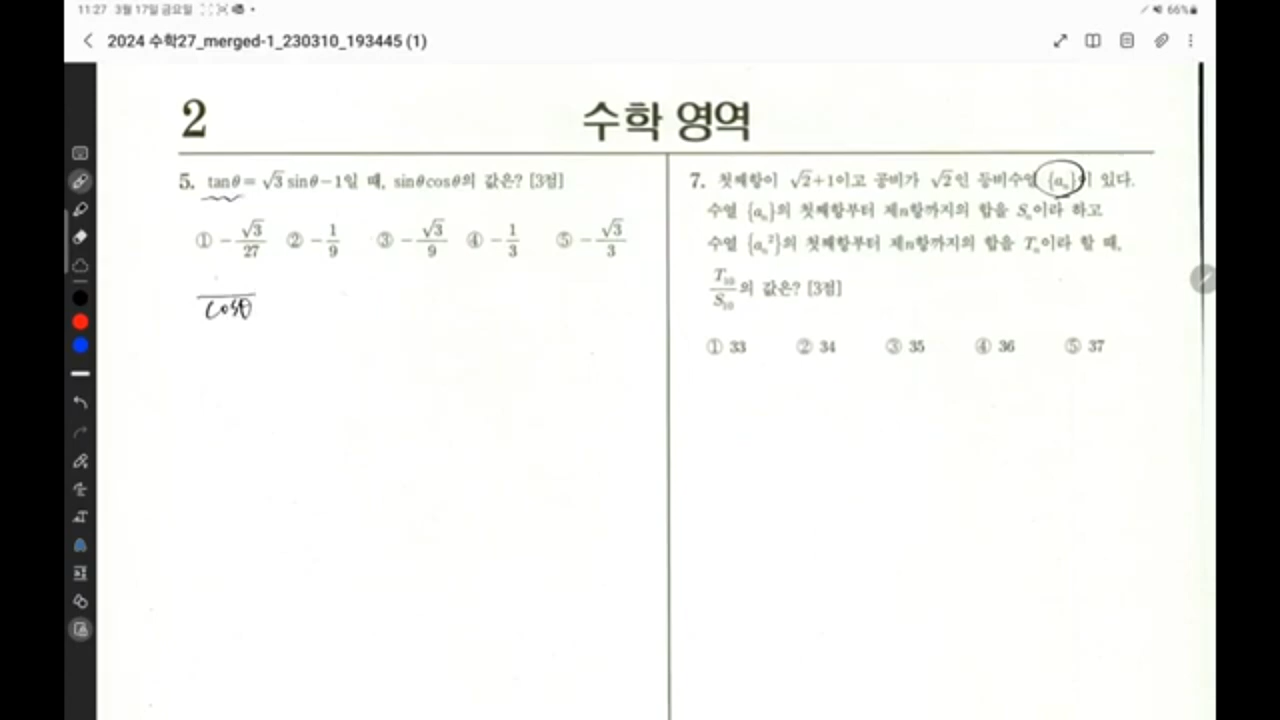 11:27 3월 17일 금요일
66%
2024 수학27_merged-1_230310_193445 (1)
2
수학 영역
5. tanθ = √3 sinθ − 1일 때, sinθcosθ의 값은? [3점]
① −√3/27 ② −1/9 ③ −√3/9 ④ −1/3 ⑤ −√3/3
cosθ
7. 첫째항이 √2+1이고 공비가 √2인 등비수열 {aₙ}이 있다.
수열 {aₙ}의 첫째항부터 제n항까지의 합을 Sₙ이라 하고
수열 {aₙ²}의 첫째항부터 제n항까지의 합을 Tₙ이라 할 때,
T₁₀/S₁₀의 값은? [3점]
① 33 ② 34 ③ 35 ④ 36 ⑤ 37